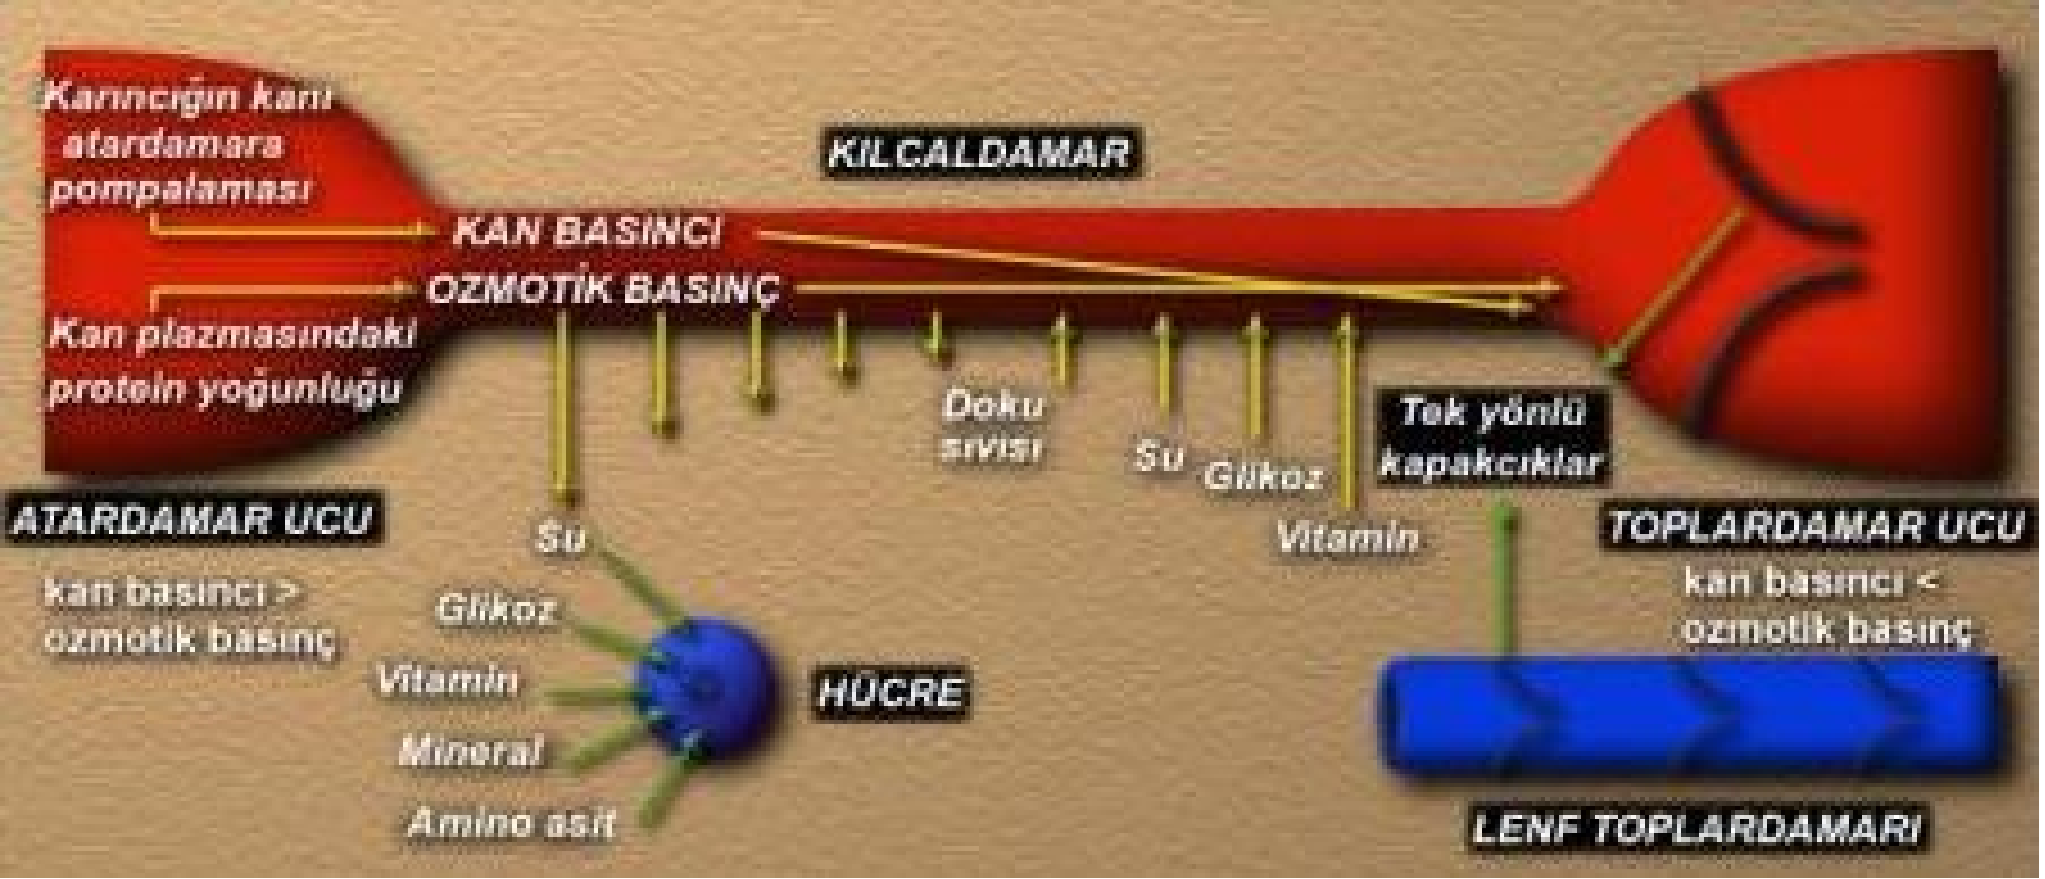 Karıncığın kanı
atardamara
pompalaması
KILCALDAMAR
KAN BASINCI
OZMOTİK BASINÇ
Kan plazmasındaki
protein yoğunluğu
Doku
sıvısı
Su
Glikoz
Vitamin
Tek yönlü
kapakcıklar
ATARDAMAR UCU
kan basıncı >
ozmotik basınç
TOPLARDAMAR UCU
kan basıncı <
ozmotik basınç
Su
Glikoz
Vitamin
Mineral
Amino asit
HÜCRE
LENF TOPLARDAMARI